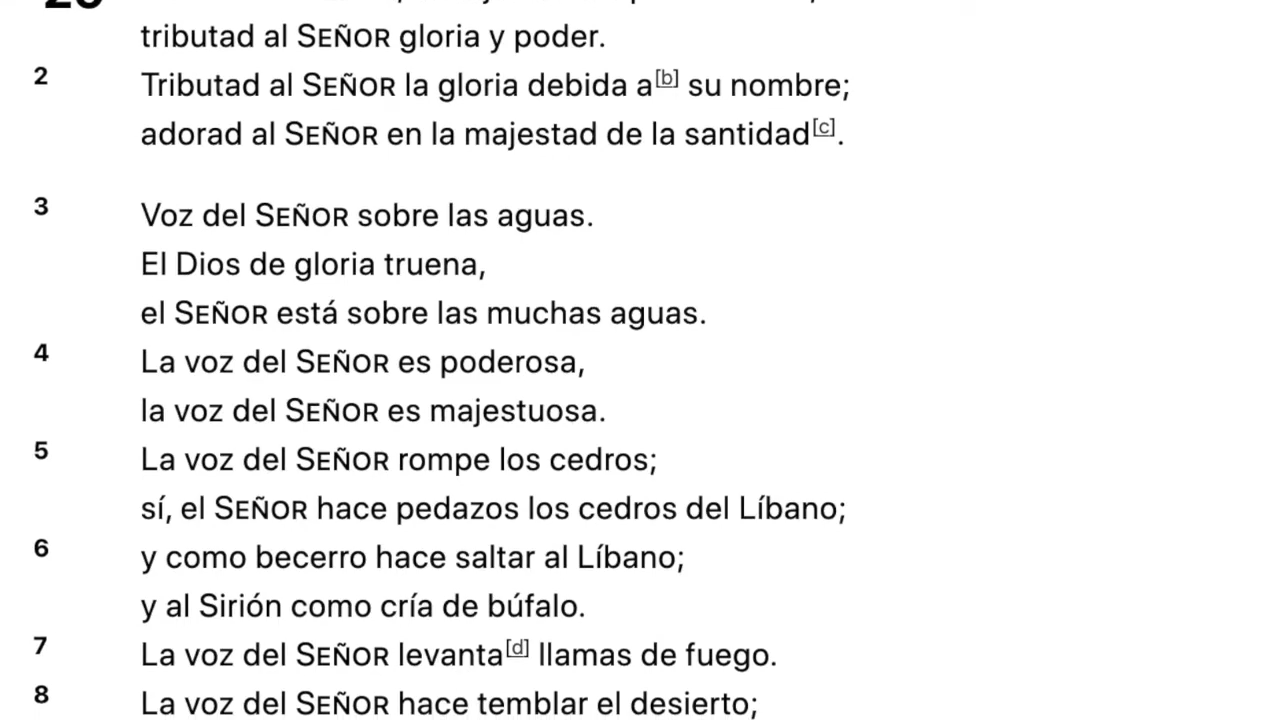 tributad al SEÑOR gloria y poder.
2 Tributad al SEÑOR la gloria debida a[b] su nombre;
adorad al SEÑOR en la majestad de la santidad[c].
3 Voz del SEÑOR sobre las aguas.
El Dios de gloria truena,
el SEÑOR está sobre las muchas aguas.
4 La voz del SEÑOR es poderosa,
la voz del SEÑOR es majestuosa.
5 La voz del SEÑOR rompe los cedros;
sí, el SEÑOR hace pedazos los cedros del Líbano;
6 y como becerro hace saltar al Líbano;
y al Sirión como cría de búfalo.
7 La voz del SEÑOR levanta[d] llamas de fuego.
8 La voz del SEÑOR hace temblar el desierto;